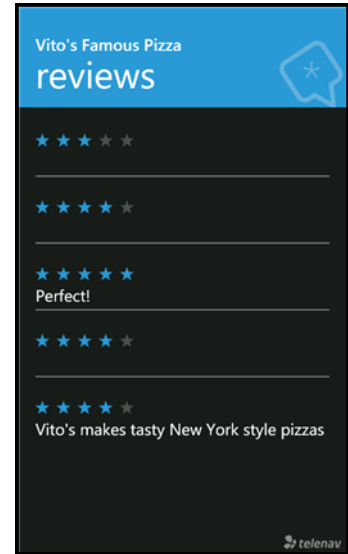 Vito's Famous Pizza
reviews
Perfect!
Vito's makes tasty New York style pizzas
telenav